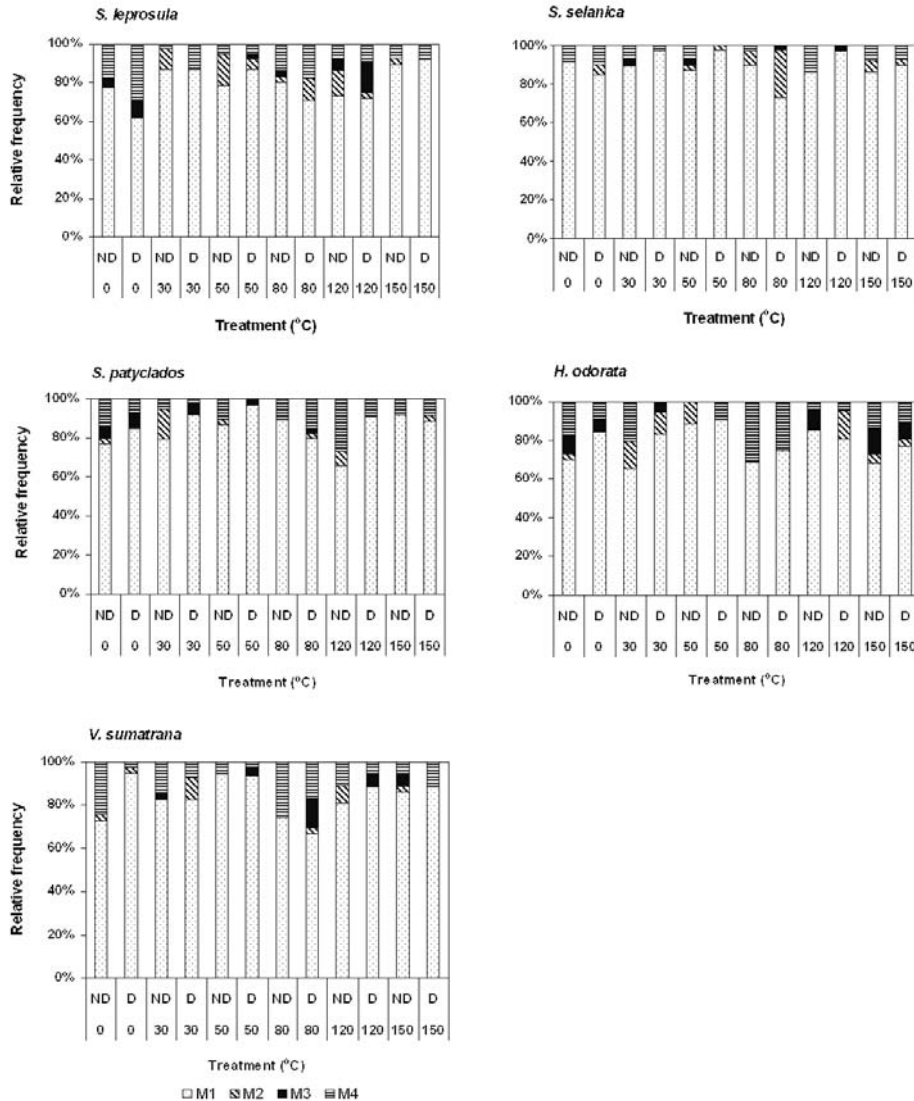 S. leprosula
Relative frequency
100%
80%
60%
40%
20%
0%
ND D ND D ND D ND D ND D ND D
0 0 30 30 50 50 80 80 120 120 150 150
Treatment (°C)
S. selanica
100%
80%
60%
40%
20%
0%
ND D ND D ND D ND D ND D ND D
0 0 30 30 50 50 80 80 120 120 150 150
Treatment (°C)
S. patyclados
Relative frequency
100%
80%
60%
40%
20%
0%
ND D ND D ND D ND D ND D ND D
0 0 30 30 50 50 80 80 120 120 150 150
Treatment (°C)
H. odorata
Relative frequency
100%
80%
60%
40%
20%
0%
ND D ND D ND D ND D ND D ND D
0 0 30 30 50 50 80 80 120 120 150 150
Treatment (°C)
V. sumatrana
Relative frequency
100%
80%
60%
40%
20%
0%
ND D ND D ND D ND D ND D ND D
0 0 30 30 50 50 80 80 120 120 150 150
Treatment (°C)
M1 M2 M3 M4